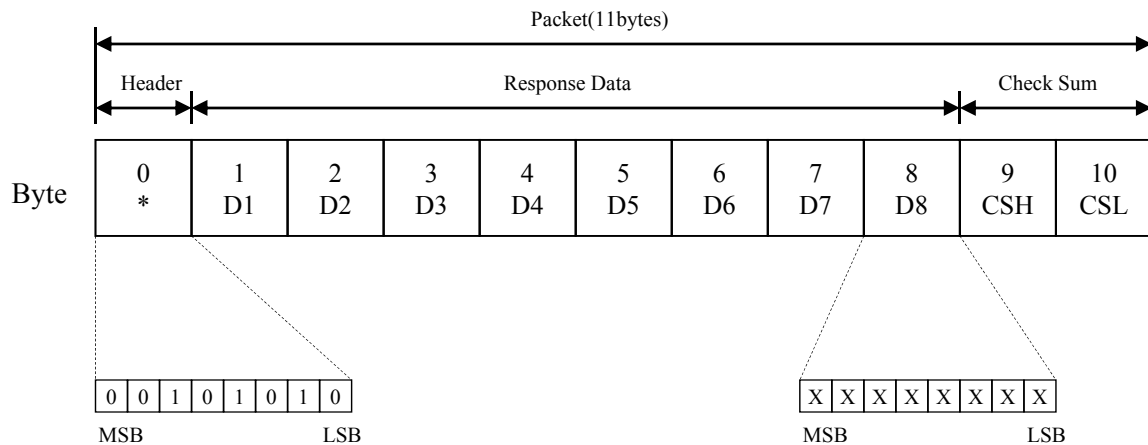 Packet(11bytes)
Header Response Data Check Sum
0 1 2 3 4 5 6 7 8 9 10
Byte
* D1 D2 D3 D4 D5 D6 D7 D8 CSH CSL
0 0 1 0 1 0 1 0 X X X X X X X X
MSB LSB MSB LSB